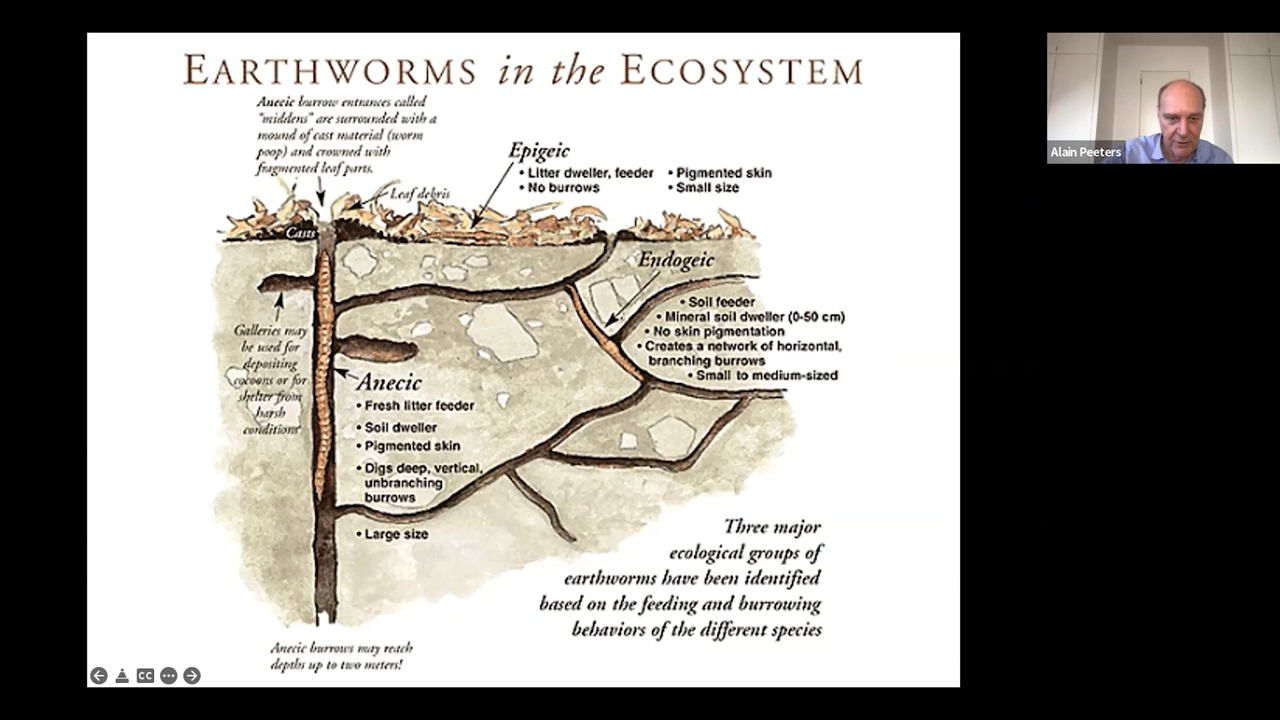 EARTHWORMS in the ECOSYSTEM
Anecic burrow entrances called
"middens" are surrounded with a
mound of cast material (worm
poop) and crowned with
fragmented leaf parts.
Leaf debris
Casts
Epigeic
• Litter dweller, feeder
• No burrows
• Pigmented skin
• Small size
Endogeic
• Soil feeder
• Mineral soil dweller (0-50 cm)
• No skin pigmentation
• Creates a network of horizontal,
branching burrows
• Small to medium-sized
Galleries may
be used for
depositing
cocoons or for
shelter from
harsh
conditions
Anecic
• Fresh litter feeder
• Soil dweller
• Pigmented skin
• Digs deep, vertical,
unbranching
burrows
• Large size
Three major
ecological groups of
earthworms have been identified
based on the feeding and burrowing
behaviors of the different species
Anecic burrows may reach
depths up to two meters!
CC
Alain Peeters